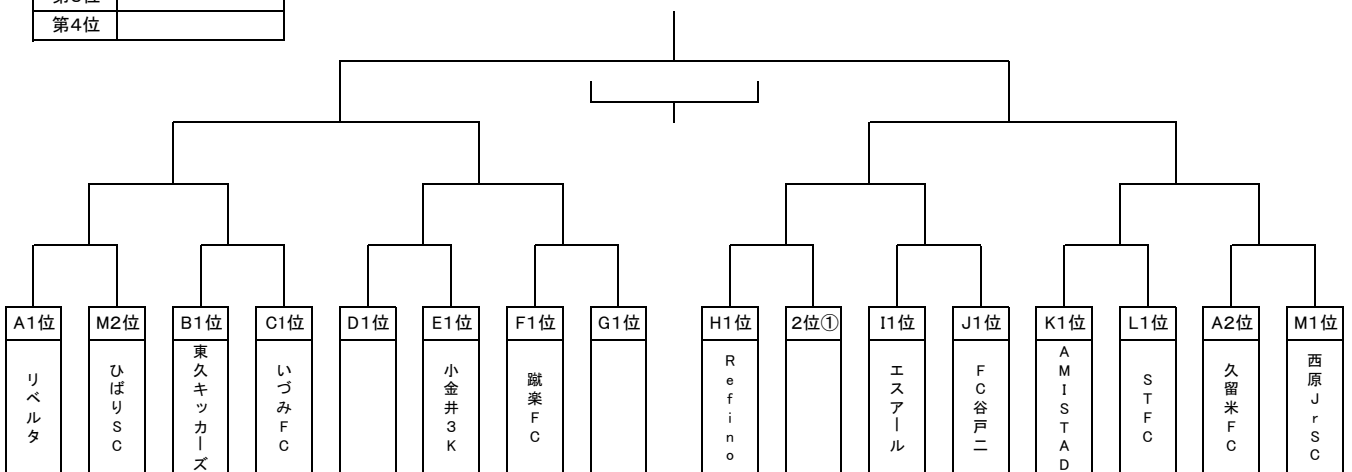 第4位
A1位
M2位
B1位
C1位
D1位
E1位
F1位
G1位
H1位
2位①
I1位
J1位
K1位
L1位
A2位
M1位
リベルタ
ひばりSC
東久キッカーズ
いづみFC
小金井3K
蹴楽FC
Refino
エスアール
FC谷戸二
AMISTAD
STFC
久留米FC
西原JrSC